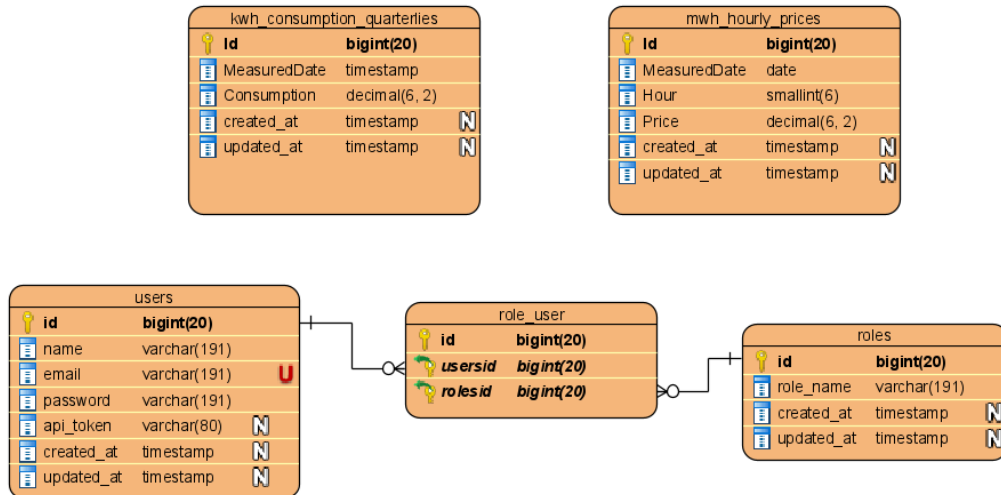 kwh_consumption_quarterlies
Id bigint(20)
MeasuredDate timestamp
Consumption decimal(6, 2)
created_at timestamp N
updated_at timestamp N
mwh_hourly_prices
Id bigint(20)
MeasuredDate date
Hour smallint(6)
Price decimal(6, 2)
created_at timestamp N
updated_at timestamp N
users
id bigint(20)
name varchar(191)
email varchar(191) U
password varchar(191)
api_token varchar(80) N
created_at timestamp N
updated_at timestamp N
role_user
id bigint(20)
usersid bigint(20)
rolesid bigint(20)
roles
id bigint(20)
role_name varchar(191)
created_at timestamp N
updated_at timestamp N